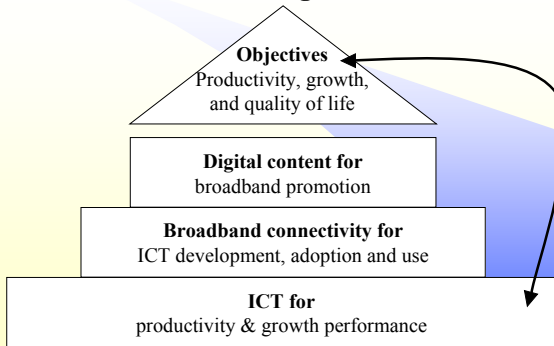 Objectives
Productivity, growth,
and quality of life
Digital content for
broadband promotion
Broadband connectivity for
ICT development, adoption and use
ICT for
productivity & growth performance